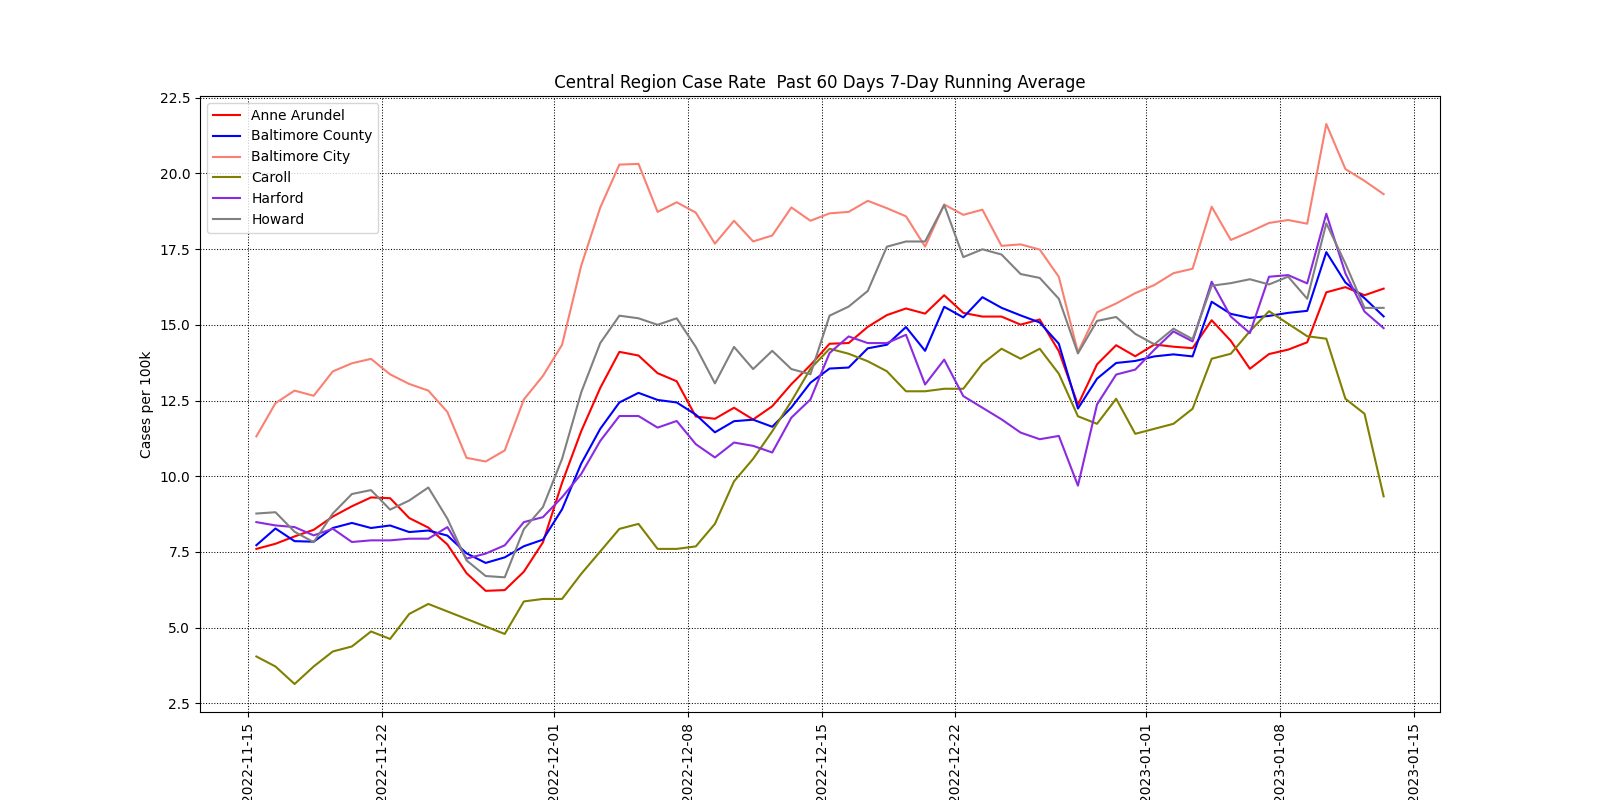 Central Region Case Rate  Past 60 Days 7-Day Running Average
22.5
20.0
17.5
15.0
12.5
10.0
7.5
5.0
2.5
Cases per 100k
Anne Arundel
Baltimore County
Baltimore City
Caroll
Harford
Howard
2022-11-15
2022-11-22
2022-12-01
2022-12-08
2022-12-15
2022-12-22
2023-01-01
2023-01-08
2023-01-15